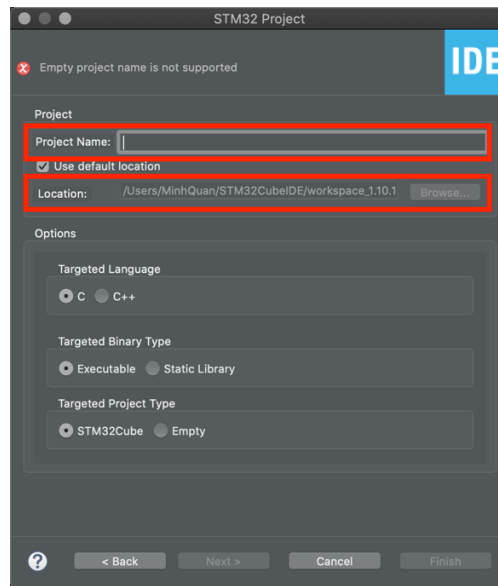 STM32 Project
Empty project name is not supported
IDE
Project
Project Name:
Use default location
Location: /Users/MinhQuan/STM32CubeIDE/workspace_1.10.1 Browse...
Options
Targeted Language
C C++
Targeted Binary Type
Executable Static Library
Targeted Project Type
STM32Cube Empty
? < Back Next > Cancel Finish